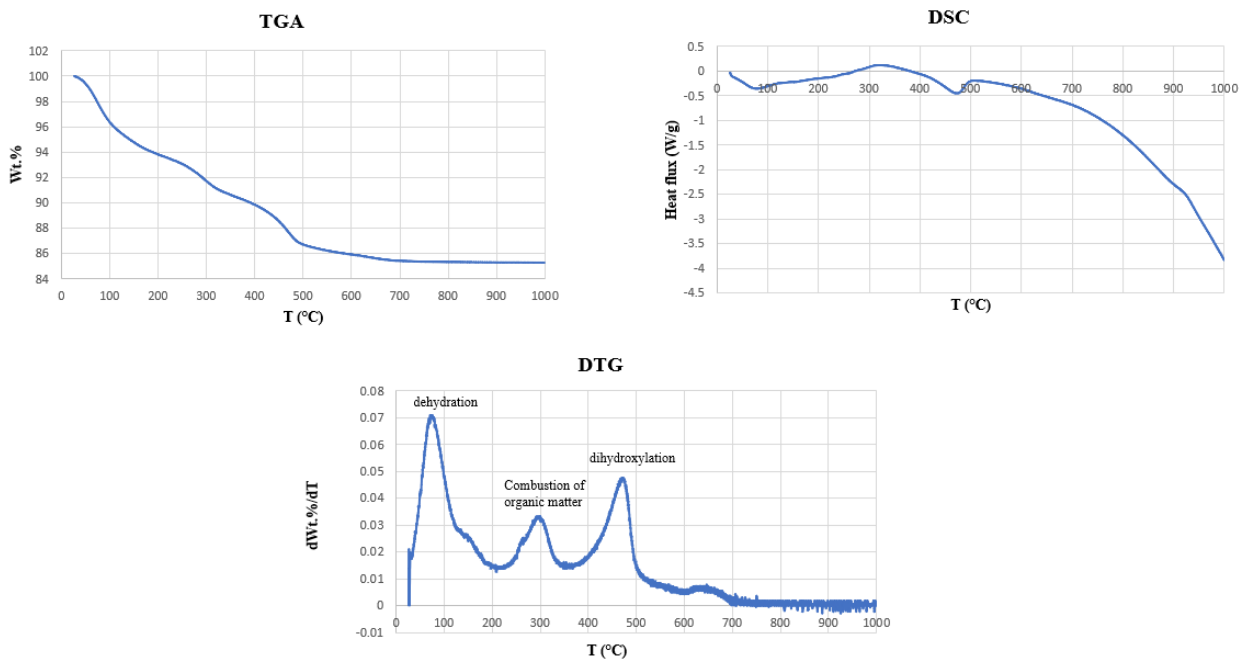 TGA
102
100
98
96
94
92
90
88
86
84
Wt.%
0 100 200 300 400 500 600 700 800 900 1000
T (°C)
DSC
0.5
0
-0.5
-1
-1.5
-2
-2.5
-3
-3.5
-4
-4.5
Heat flux (W/g)
0 100 200 300 400 500 600 700 800 900 1000
T (°C)
DTG
0.08
0.07
0.06
0.05
0.04
0.03
0.02
0.01
0
-0.01
dWt.%/dT
dehydration
Combustion of
organic matter
dihydroxylation
0 100 200 300 400 500 600 700 800 900 1000
T (°C)